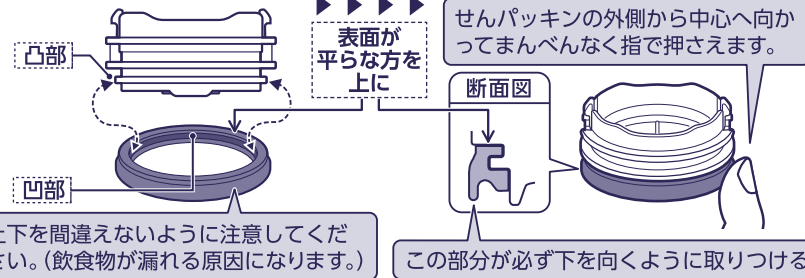 せんパッキンの外側から中心へ向か
ってまんべんなく指で押さえます。
表面が
平らな方を
上に
凸部
断面図
凹部
上下を間違えないように注意してくだ
さい。(飲食物が漏れる原因になります。)
この部分が必ず下を向くように取りつける